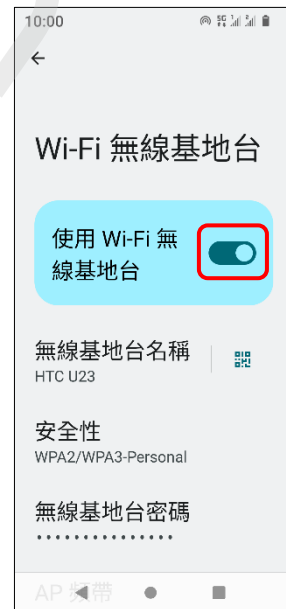 10:00
5G
Wi-Fi 無線基地台
使用 Wi-Fi 無
線基地台
無線基地台名稱
HTC U23
安全性
WPA2/WPA3-Personal
無線基地台密碼
•••••••••••••••
AP 頻帶